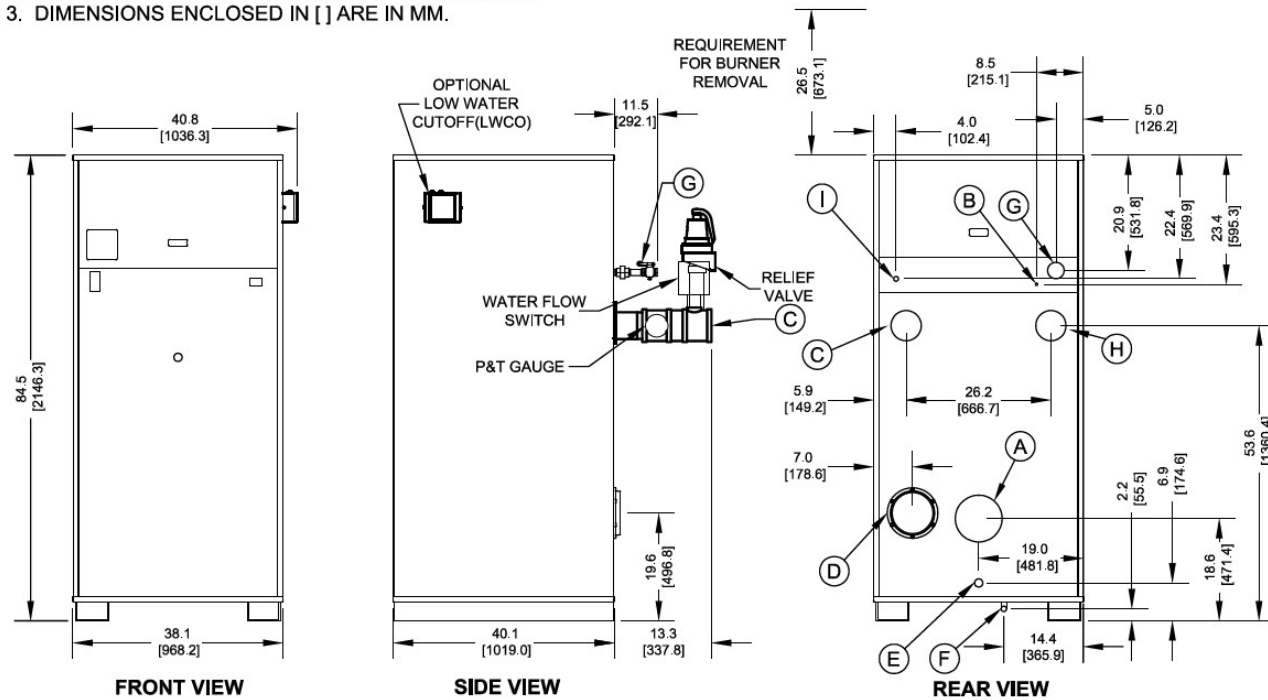 3. DIMENSIONS ENCLOSED IN [ ] ARE IN MM.
40.8
[1036.3]
84.5
[2146.3]
38.1
[968.2]
FRONT VIEW
OPTIONAL
LOW WATER
CUTOFF(LWCO)
11.5
[292.1]
G
WATER FLOW
SWITCH
RELIEF
VALVE
C
P&T GAUGE
19.6
[496.8]
40.1
[1019.0]
13.3
[337.8]
SIDE VIEW
REQUIREMENT
FOR BURNER
REMOVAL
26.5
[673.1]
8.5
[215.1]
4.0
[102.4]
5.0
[126.2]
I
B
G
20.9
[531.8]
22.4
[569.9]
23.4
[595.3]
C
H
5.9
[149.2]
26.2
[666.7]
7.0
[178.6]
A
D
53.6
[1360.4]
2.2
[55.5]
6.9
[174.6]
19.0
[481.8]
18.6
[471.4]
E
F
14.4
[365.9]
REAR VIEW